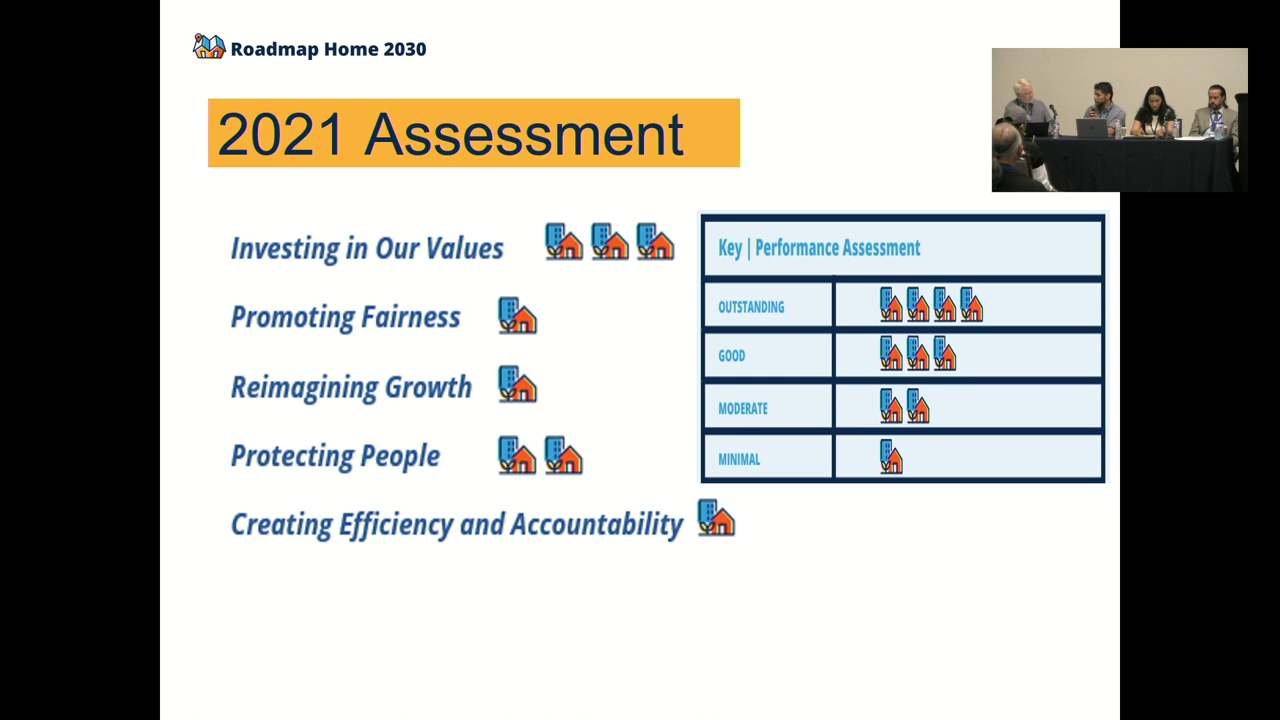 Roadmap Home 2030
2021 Assessment
Investing in Our Values
Promoting Fairness
Reimagining Growth
Protecting People
Creating Efficiency and Accountability
Key | Performance Assessment
OUTSTANDING
GOOD
MODERATE
MINIMAL